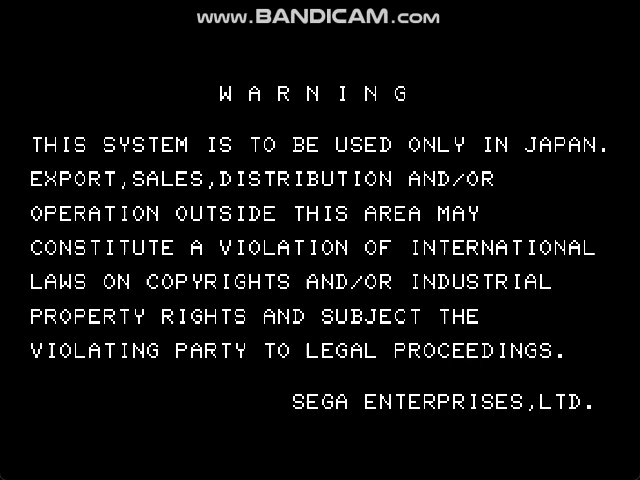 www.BANDICAM.com
W A R N I N G
THIS SYSTEM IS TO BE USED ONLY IN JAPAN.
EXPORT,SALES,DISTRIBUTION AND/OR
OPERATION OUTSIDE THIS AREA MAY
CONSTITUTE A VIOLATION OF INTERNATIONAL
LAWS ON COPYRIGHTS AND/OR INDUSTRIAL
PROPERTY RIGHTS AND SUBJECT THE
VIOLATING PARTY TO LEGAL PROCEEDINGS.
SEGA ENTERPRISES,LTD.